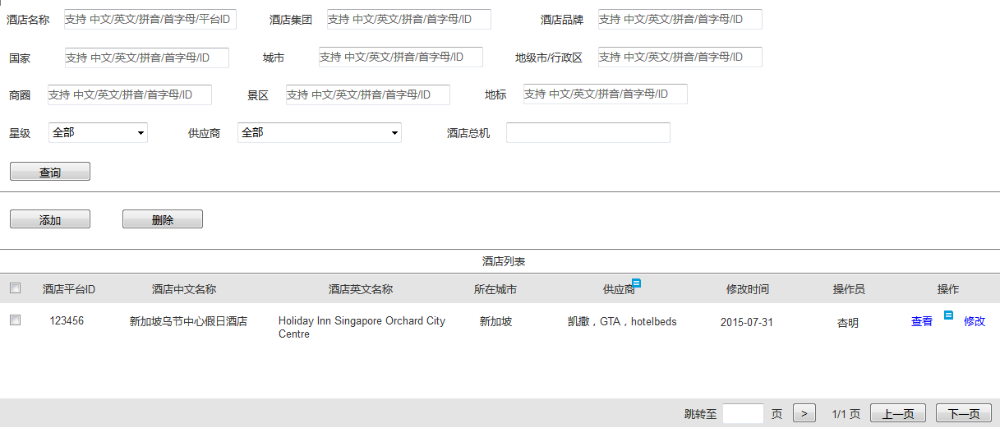 酒店名称 支持 中文/英文/拼音/首字母/平台ID 酒店集团 支持 中文/英文/拼音/首字母/ID 酒店品牌 支持 中文/英文/拼音/首字母/ID
国家 支持 中文/英文/拼音/首字母/ID 城市 支持 中文/英文/拼音/首字母/ID 地级市/行政区 支持 中文/英文/拼音/首字母/ID
商圈 支持 中文/英文/拼音/首字母/ID 景区 支持 中文/英文/拼音/首字母/ID 地标 支持 中文/英文/拼音/首字母/ID
星级 全部 供应商 全部 酒店总机
查询
添加 删除
酒店列表
酒店平台ID 酒店中文名称 酒店英文名称 所在城市 供应商 修改时间 操作员 操作
123456 新加坡乌节中心假日酒店 Holiday Inn Singapore Orchard City 新加坡 凯撒，GTA，hotelbeds 2015-07-31 杏明 查看 修改
Centre
跳转至 页 > 1/1 页 上一页 下一页